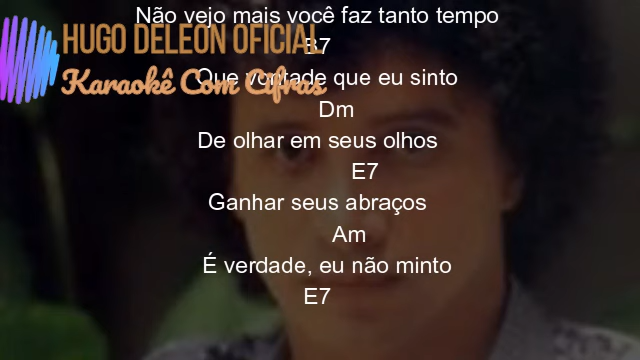 Não vejo mais você faz tanto tempo
HUGO DELEON OFICIAL
B7
Karaokê Com Cifras
Que vontade que eu sinto
Dm
De olhar em seus olhos
E7
Ganhar seus abraços
Am
É verdade, eu não minto
E7